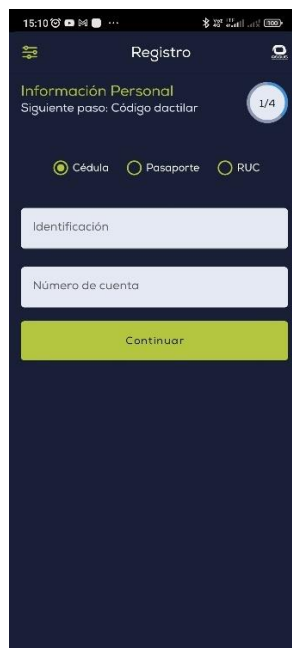 15:10
100
Registro
Información Personal
Siguiente paso: Código dactilar
1/4
Cédula
Pasaporte
RUC
Identificación
Número de cuenta
Continuar